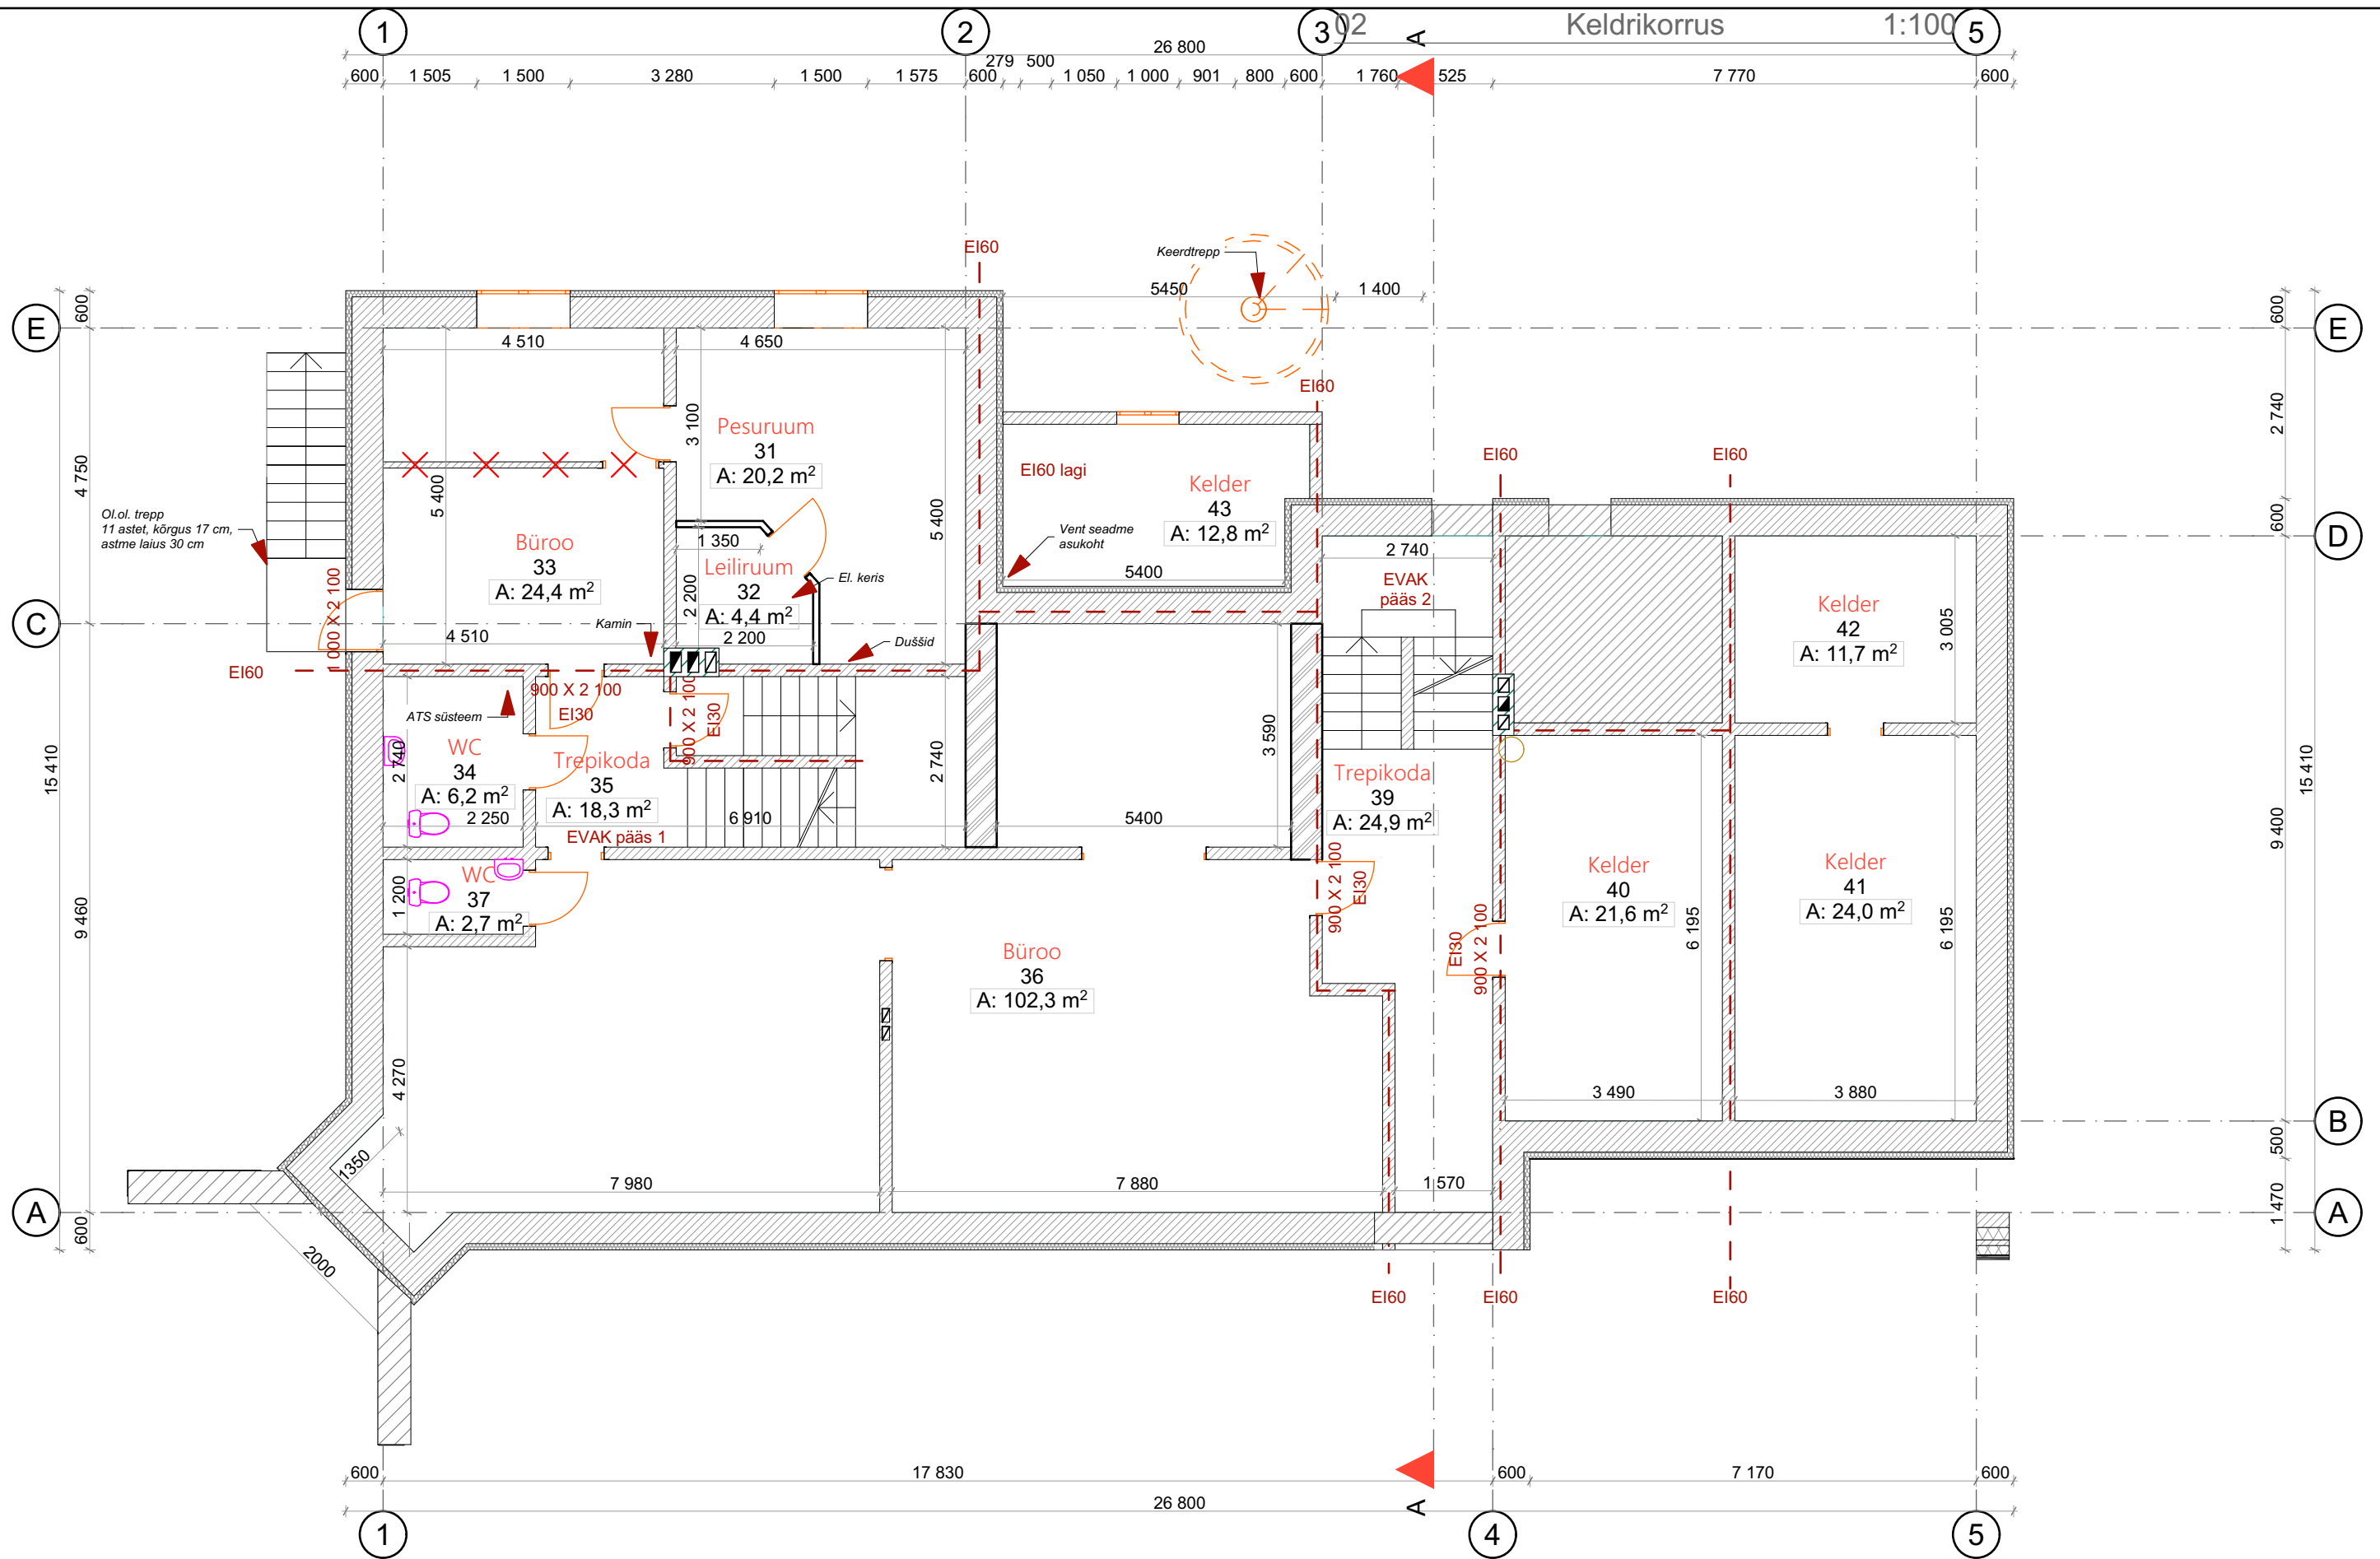 1
2
3
02
Keldrikorrus
1:100
5
A
26 800
279
500
600
1 505
1 500
3 280
1 500
1 575
600
1 050
1 000
901
800
600
1 760
525
7 770
600
EI60
Keerdtrepp
5450
1 400
600
600
E
E
4 510
4 650
EI60
2 740
3 100
Pesuruum
31
A: 20,2 m²
EI60
EI60
4 750
5 400
5 400
EI60 lagi
Kelder
43
A: 12,8 m²
600
Ol.ol. trepp
11 astet, kõrgus 17 cm,
astme laius 30 cm
Vent seadme
asukoht
D
Büroo
33
A: 24,4 m²
1 350
Leiliruum
32
A: 4,4 m²
2 200
El. keris
2 740
5400
EVAK
pääs 2
1 000 X 2 100
Kelder
42
A: 11,7 m²
3 005
C
C
Kamin
4 510
2 200
Duššid
EI60
900 X 2 100
EI30
ATS süsteem
900 X 2 100
EI30
WC
34
A: 6,2 m²
2 740
Trepikoda
35
A: 18,3 m²
2 740
3 590
15 410
15 410
Trepikoda
39
A: 24,9 m²
2 250
6 910
5400
9 400
EVAK pääs 1
WC
37
A: 2,7 m²
1 200
900 X 2 100
EI30
Kelder
40
A: 21,6 m²
Kelder
41
A: 24,0 m²
9 460
Büroo
36
A: 102,3 m²
EI30
900 X 2 100
6 195
6 195
4 270
3 490
3 880
B
1350
500
7 980
7 880
1 570
A
A
600
1 470
2000
EI60
EI60
EI60
600
17 830
600
7 170
600
26 800
A
1
4
5